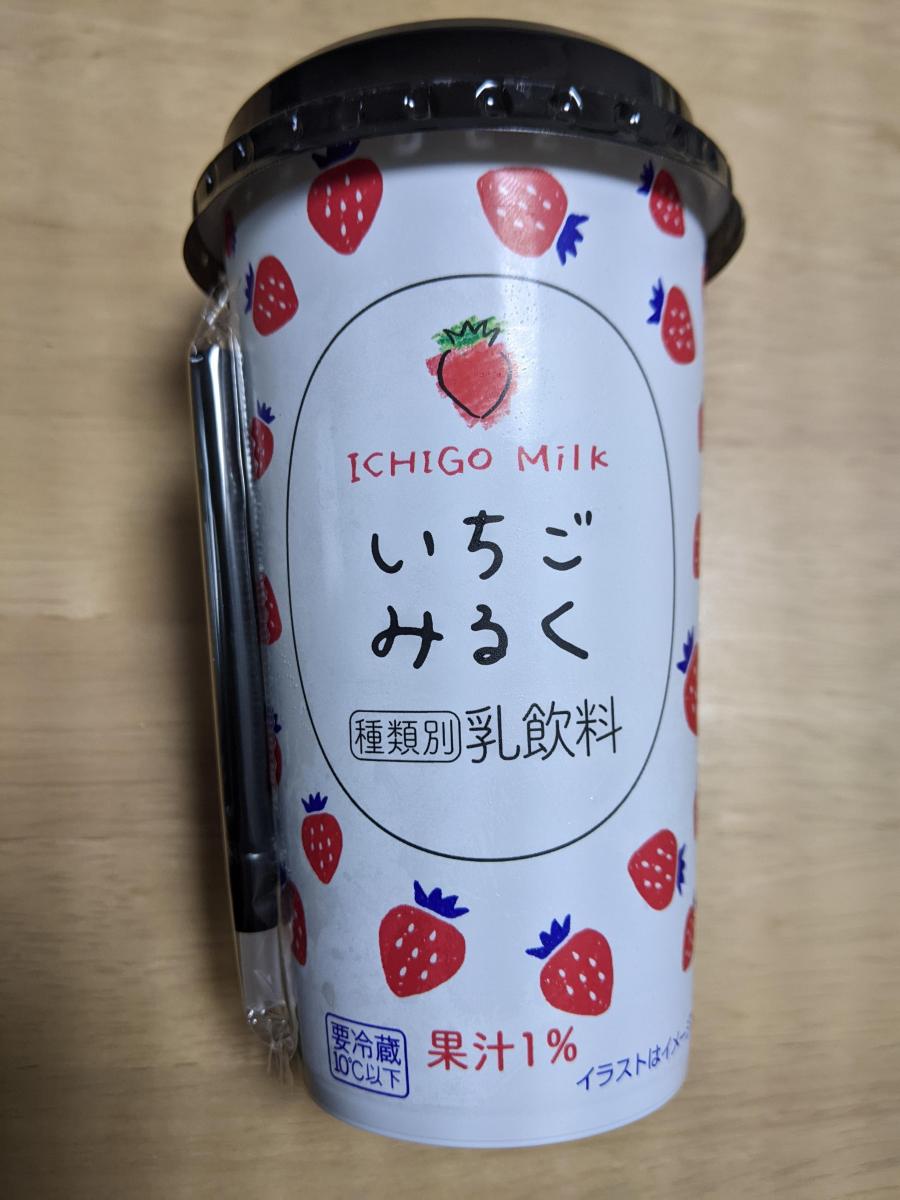 ICHIGO Milk
いちご
みるく
種類別 乳飲料
要冷蔵
10℃以下
果汁1%
イラストはイメー